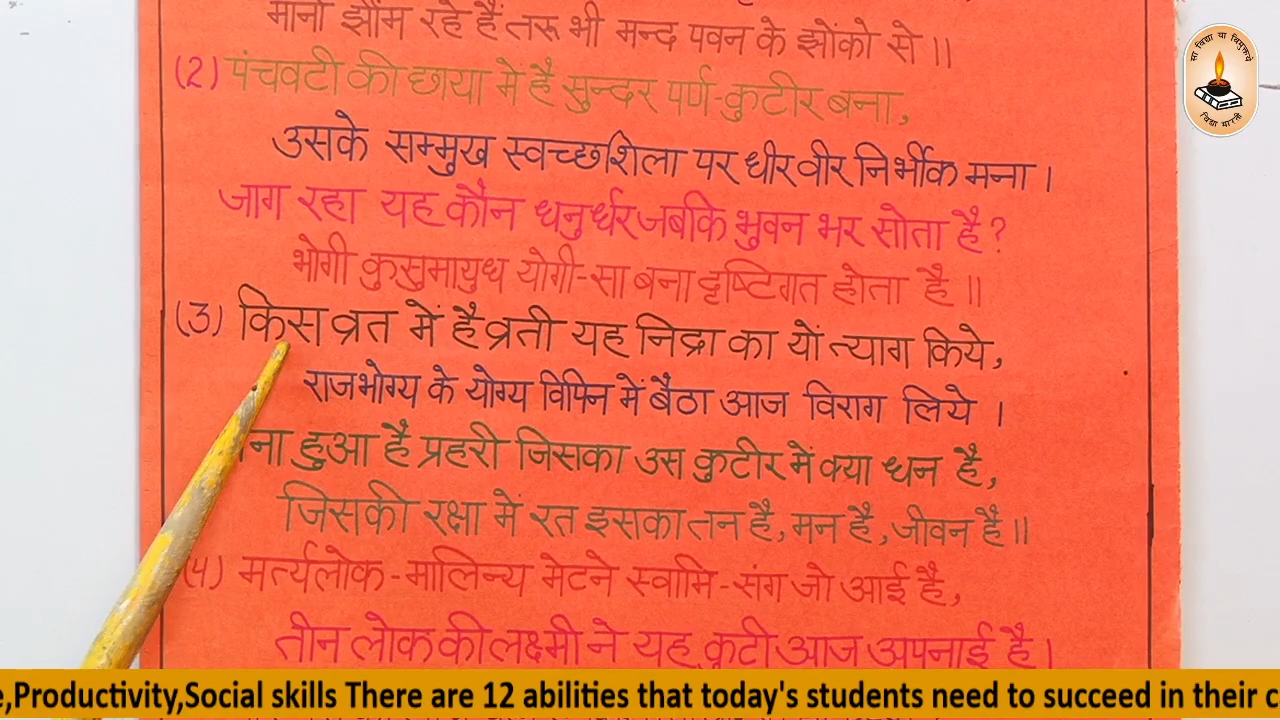 मानो झौंम रहे हैं तरू भी मन्द पवन के झोंको से ।।
(2) पंचवटी की छाया में है सुन्दर पर्ण-कुटीर बना,
उसके सम्मुख स्वच्छ शिला पर धीर वीर निर्भीक मना ।
जाग रहा यह कौन धनुर्धर जबकि भुवन भर सोता है?
भोगी कुसुमायुध योगी-सा बना दृष्टिगत होता है ।।
(3) किस व्रत में है व्रती यह निद्रा का यों त्याग किये,
राजभोग्य के योग्य विपिन में बैठा आज विराग लिये ।
ना हुआ है प्रहरी जिसका उस कुटीर में क्या धन है,
जिसकी रक्षा में रत इसका तन है, मन है, जीवन है ।।
(4) मर्त्यलोक-मालिन्य मेटने स्वामि-संग जो आई है,
तीन लोक की लक्ष्मी ने यह कुटी आज अपनाई है ।
सा विद्या या विमुक्तये
विद्या भारती
e,Productivity,Social skills There are 12 abilities that today's students need to succeed in their c